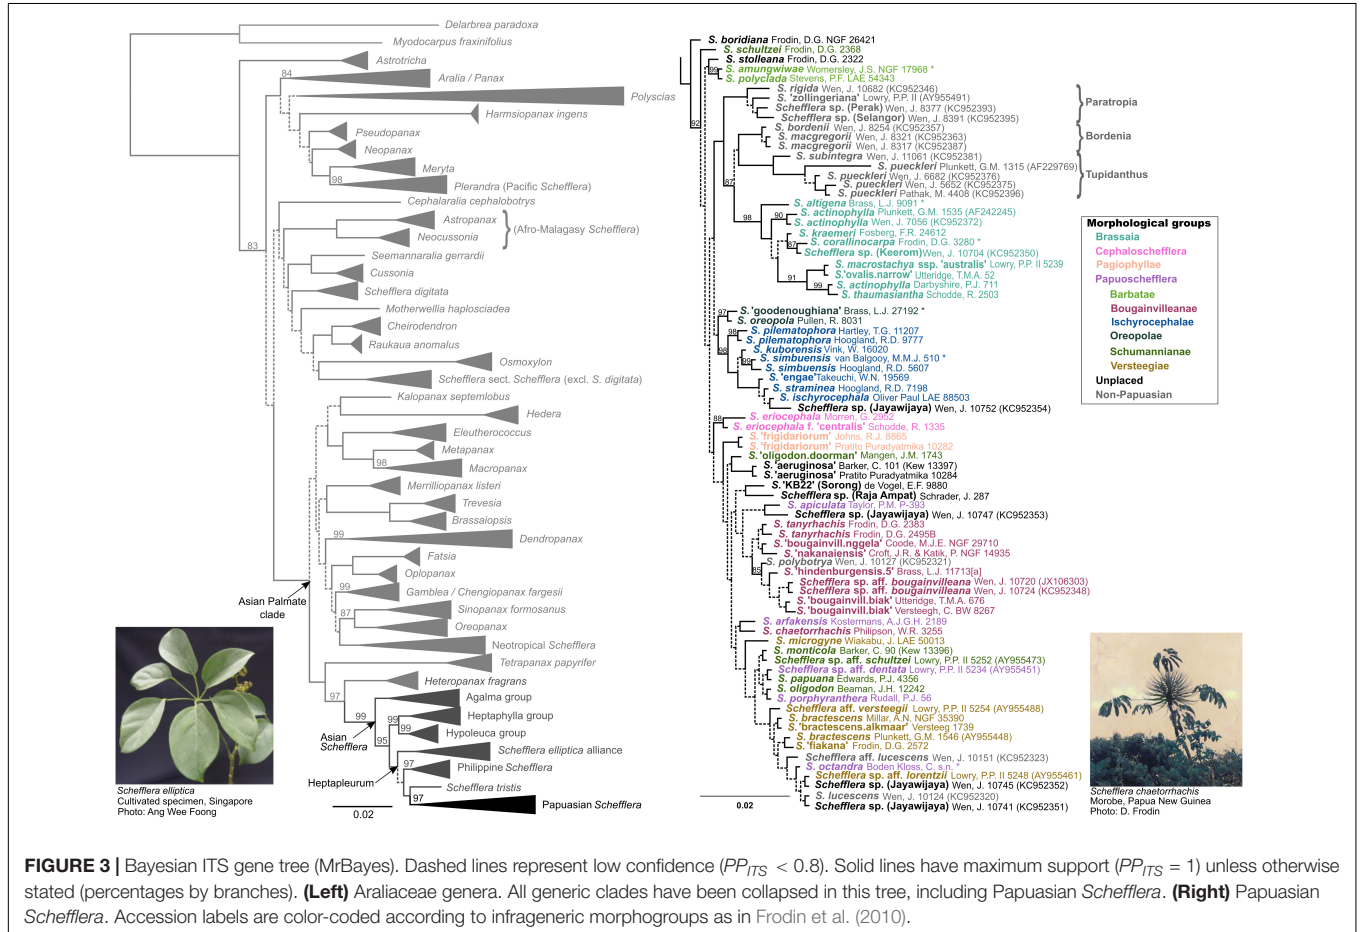 Delarbrea paradoxa
Myodocarpus fraxinifolius
Astrotricha
84
Aralia / Panax
Polyscias
Harmsiopanax ingens
Pseudopanax
Neopanax
Meryta
98
Plerandra (Pacific Schefflera)
Cephalaralia cephalobotrys
Astropanax
(Afro-Malagasy Schefflera)
Neocussonia
83
Seemannaralia gerrardii
Cussonia
Schefflera digitata
Motherwellia haplosciadea
Cheirodendron
Raukaua anomalus
Osmoxylon
Schefflera sect. Schefflera (excl. S. digitata)
Kalopanax septemlobus
Hedera
Eleutherococcus
Metapanax
98
Macropanax
Merrilliopanax listeri
Trevesia
Brassaiopsis
99
Dendropanax
Fatsia
Oplopanax
99
Gamblea / Chengiopanax fargesii
Asian Palmate
clade
87
Sinopanax formosanus
Oreopanax
Neotropical Schefflera
Tetrapanax papyrifer
97
Heteropanax fragrans
Agalma group
99
99
Heptaphylla group
99
Hypoleuca group
Asian
Schefflera
95
Schefflera elliptica alliance
97
Philippine Schefflera
Heptapleurum
Schefflera tristis
97
Papuasian Schefflera
0.02
Schefflera elliptica
Cultivated specimen, Singapore
Photo: Ang Wee Foong
S. boridiana Frodin, D.G. NGF 26421
S. schultzei Frodin, D.G. 2368
S. stolleana Frodin, D.G. 2322
99
S. amungwiwae Womersley, J.S. NGF 17968 *
S. polyclada Stevens, P.F. LAE 54343
S. rigida Wen, J. 10682 (KC952346)
S. 'zollingeriana' Lowry, P.P. II (AY955491)
Schefflera sp. (Perak) Wen, J. 8377 (KC952393)
Schefflera sp. (Selangor) Wen, J. 8391 (KC952395)
Paratropia
92
S. bordenii Wen, J. 8254 (KC952357)
S. macgregorii Wen, J. 8321 (KC952363)
S. macgregorii Wen, J. 8317 (KC952387)
Bordenia
S. subintegra Wen, J. 11061 (KC952381)
S. pueckleri Plunkett, G.M. 1315 (AF229769)
S. pueckleri Wen, J. 6682 (KC952376)
S. pueckleri Wen, J. 5652 (KC952375)
S. pueckleri Pathak, M. 4408 (KC952396)
Tupidanthus
87
S. altigena Brass, L.J. 9091 *
90
S. actinophylla Plunkett, G.M. 1535 (AF242245)
98
S. actinophylla Wen, J. 7056 (KC952372)
S. kraemeri Fosberg, F.R. 24612
87
S. corallinocarpa Frodin, D.G. 3280 *
Schefflera sp. (Keerom) Wen, J. 10704 (KC952350)
S. macrostachya ssp. 'australis' Lowry, P.P. II 5239
91
S.'ovalis.narrow' Utteridge, T.M.A. 52
99
S. actinophylla Darbyshire, P.J. 711
S. thaumasiantha Schodde, R. 2503
97
S. 'goodenoughiana' Brass, L.J. 27192 *
S. oreopola Pullen, R. 8031
98
S. pilematophora Hartley, T.G. 11207
S. pilematophora Hoogland, R.D. 9777
98
S. kuborensis Vink, W. 16020
99
S. simbuensis van Balgooy, M.M.J. 510 *
S. simbuensis Hoogland, R.D. 5607
S. 'engae' Takeuchi, W.N. 19569
S. straminea Hoogland, R.D. 7198
S. ischyrocephala Oliver Paul LAE 88503
Schefflera sp. (Jayawijaya) Wen, J. 10752 (KC952354)
88
S. eriocephala Morren, G. 2952
S. eriocephala f. 'centralis' Schodde, R. 1335
S. 'frigidariorum' Johns, R.J. 8865
S. 'frigidariorum' Pratito Puradyatmika 10282
S. 'oligodon.doorman' Mangen, J.M. 1743
S. 'aeruginosa' Barker, C. 101 (Kew 13397)
S. 'aeruginosa' Pratito Puradyatmika 10284
S. 'KB22' (Sorong) de Vogel, E.F. 9880
Schefflera sp. (Raja Ampat) Schrader, J. 287
S. apiculata Taylor, P.M. P-393
Schefflera sp. (Jayawijaya) Wen, J. 10747 (KC952353)
S. tanyrhachis Frodin, D.G. 2383
S. tanyrhachis Frodin, D.G. 2495B
S. 'bougainvill.nggela' Coode, M.J.E. NGF 29710
S. 'nakanaiensis' Croft, J.R. & Katik, P. NGF 14935
S. polybotrya Wen, J. 10127 (KC952321)
85
S. 'hindenburgensis.5' Brass, L.J. 11713[a]
Schefflera sp. aff. bougainvilleana Wen, J. 10720 (JX106303)
Schefflera sp. aff. bougainvilleana Wen, J. 10724 (KC952348)
S. 'bougainvill.biak' Utteridge, T.M.A. 676
S. 'bougainvill.biak' Versteegh, C. BW 8267
S. arfakensis Kostermans, A.J.G.H. 2189
S. chaetorrhachis Philipson, W.R. 3255
S. microgyne Wiakabu, J. LAE 50013
S. monticola Barker, C. 90 (Kew 13396)
Schefflera sp. aff. schultzei Lowry, P.P. II 5252 (AY955473)
Schefflera sp. aff. dentata Lowry, P.P. II 5234 (AY955451)
S. papuana Edwards, P.J. 4356
S. oligodon Beaman, J.H. 12242
S. porphyranthera Rudall, P.J. 56
Schefflera aff. versteegii Lowry, P.P. II 5254 (AY955488)
S. bractescens Millar, A.N. NGF 35390
S. 'bractescens.alkmaar' Versteeg 1739
S. bractescens Plunkett, G.M. 1546 (AY955448)
S. 'fiakana' Frodin, D.G. 2572
Schefflera aff. lucescens Wen, J. 10151 (KC952323)
S. octandra Boden Kloss, C. s.n. *
Schefflera sp. aff. lorentzii Lowry, P.P. II 5248 (AY955461)
Schefflera sp. (Jayawijaya) Wen, J. 10745 (KC952352)
S. lucescens Wen, J. 10124 (KC952320)
Schefflera sp. (Jayawijaya) Wen, J. 10741 (KC952351)
0.02
Morphological groups
Brassaia
Cephaloschefflera
Pagiophyllae
Papuoschefflera
Barbatae
Bougainvilleanae
Ischyrocephalae
Oreopolae
Schumannianae
Versteegiae
Unplaced
Non-Papuasian
Schefflera chaetorrhachis
Morobe, Papua New Guinea
Photo: D. Frodin
FIGURE 3 | Bayesian ITS gene tree (MrBayes). Dashed lines represent low confidence (PPITS < 0.8). Solid lines have maximum support (PPITS = 1) unless otherwise
stated (percentages by branches). (Left) Araliaceae genera. All generic clades have been collapsed in this tree, including Papuasian Schefflera. (Right) Papuasian
Schefflera. Accession labels are color-coded according to infrageneric morphogroups as in Frodin et al. (2010).